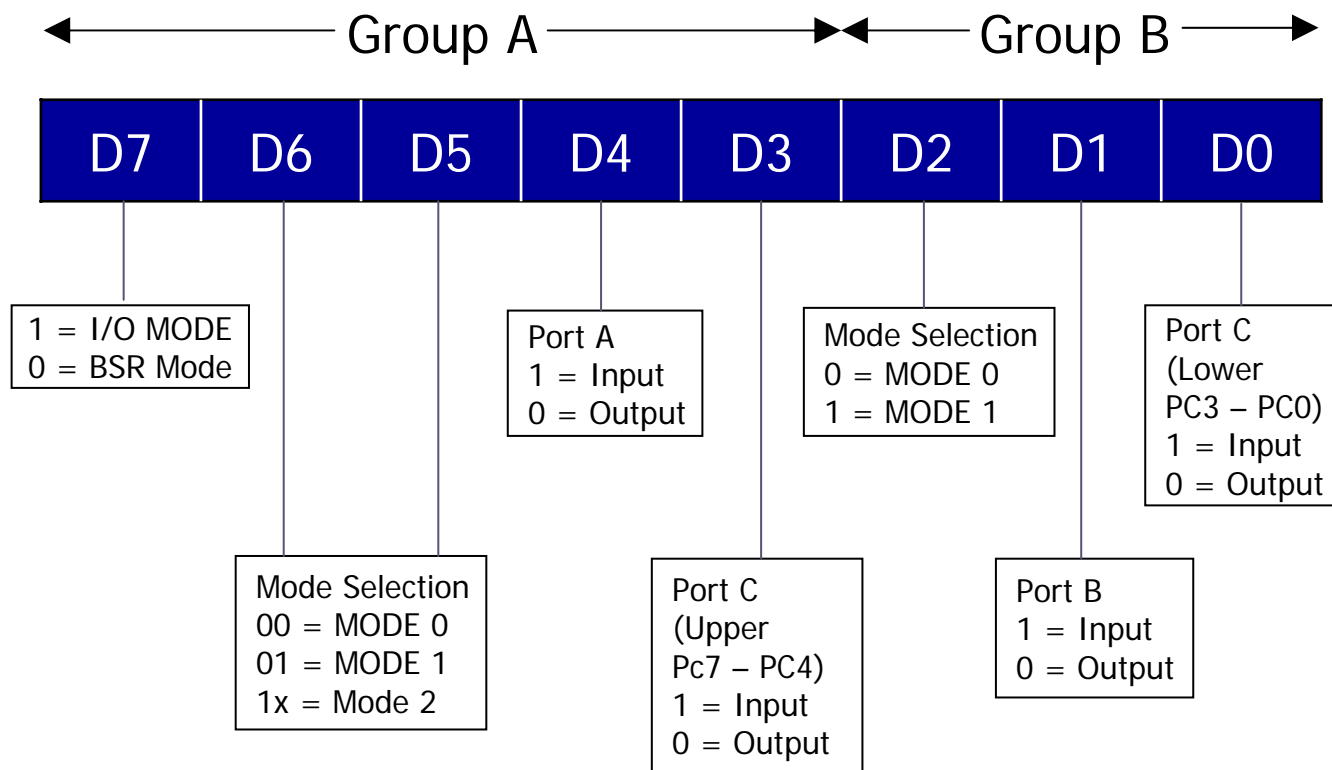 Group A
Group B
D7
D6
D5
D4
D3
D2
D1
D0
1 = I/O MODE
0 = BSR Mode
Mode Selection
00 = MODE 0
01 = MODE 1
1x = Mode 2
Port A
1 = Input
0 = Output
Port C
(Upper
Pc7 – PC4)
1 = Input
0 = Output
Mode Selection
0 = MODE 0
1 = MODE 1
Port B
1 = Input
0 = Output
Port C
(Lower
PC3 – PC0)
1 = Input
0 = Output